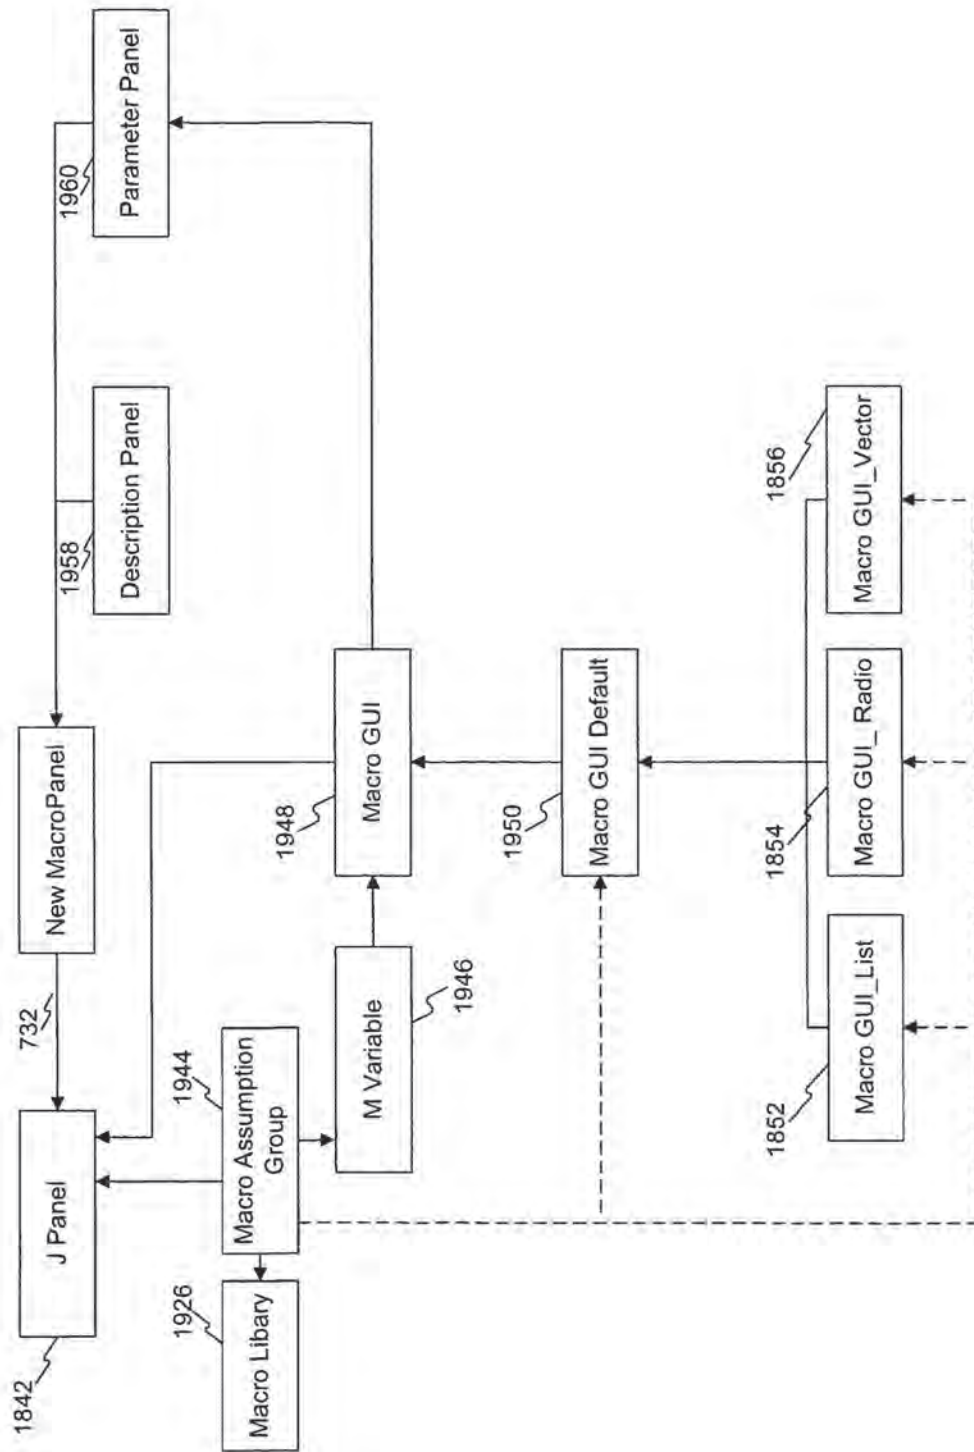 1842
J Panel
732
New MacroPanel
1926
Macro Libary
1944
Macro Assumption
Group
1946
M Variable
1948
Macro GUI
1958
Description Panel
1960
Parameter Panel
1950
Macro GUI Default
1852
Macro GUI_List
1854
Macro GUI_Radio
1856
Macro GUI_Vector